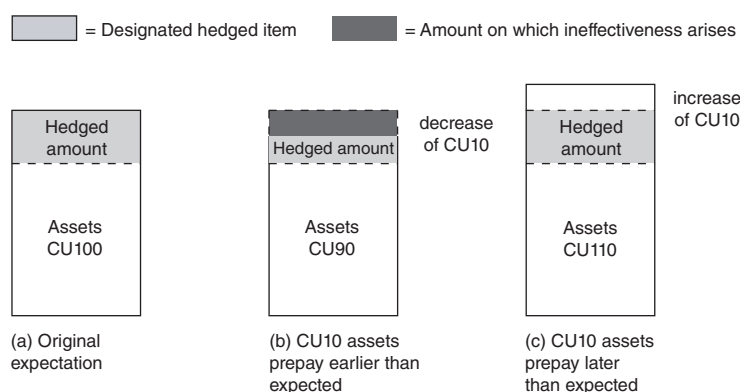 = Designated hedged item
= Amount on which ineffectiveness arises
Hedged
amount
Assets
CU100
(a) Original
expectation
decrease
of CU10
Hedged amount
Assets
CU90
(b) CU10 assets
prepay earlier than
expected
increase
of CU10
Hedged
amount
Assets
CU110
(c) CU10 assets
prepay later
than expected